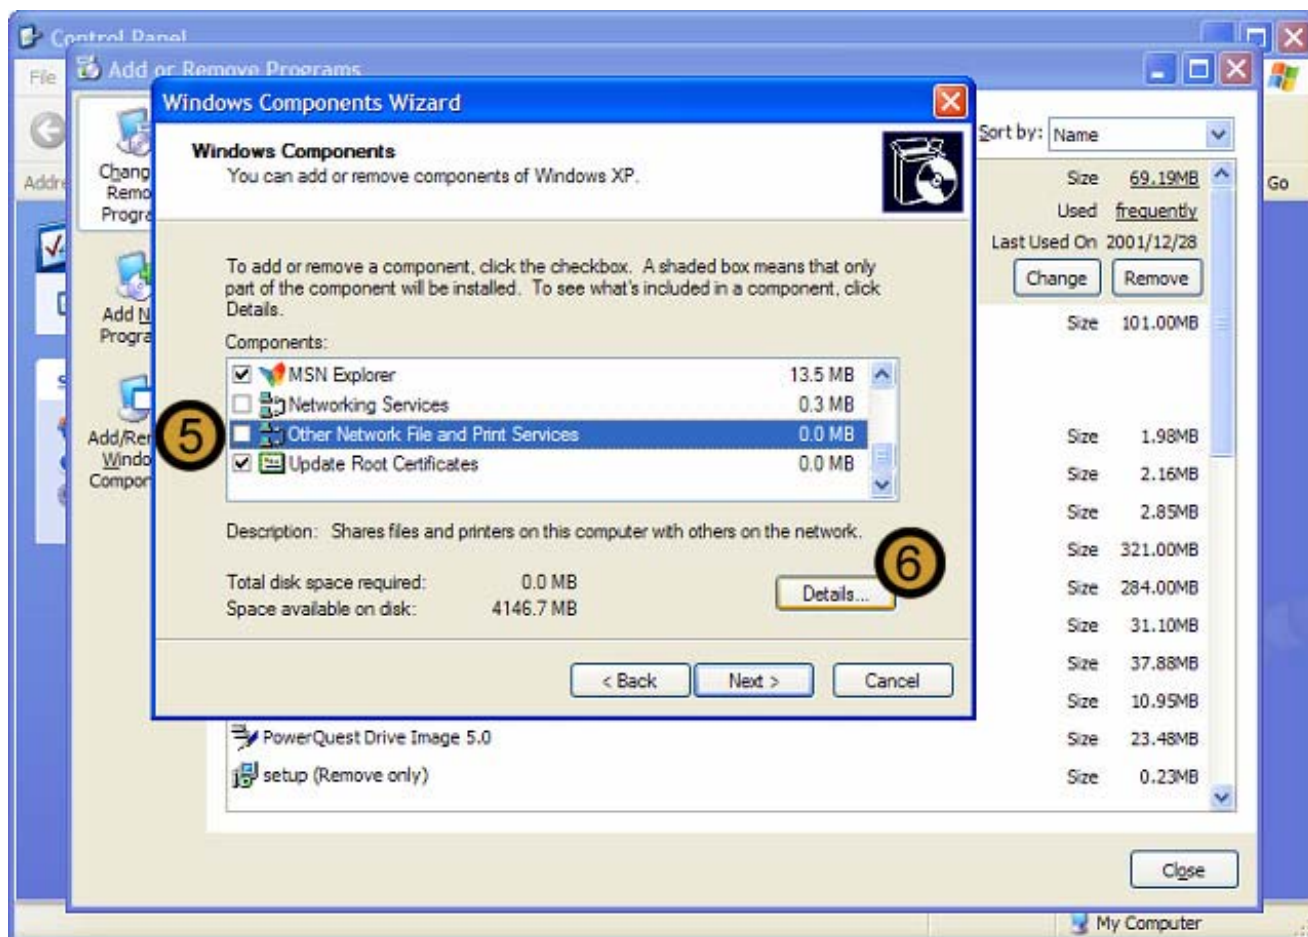 Control Panel
File
Add or Remove Programs
Windows Components Wizard
Windows Components
You can add or remove components of Windows XP.
Sort by: Name
Size 69.19MB
Go
Used frequently
Last Used On 2001/12/28
Change Remove
Add N
To add or remove a component, click the checkbox. A shaded box means that only
part of the component will be installed. To see what's included in a component, click
Details.
Size 101.00MB
Components:
MSN Explorer 13.5 MB
Networking Services 0.3 MB
5 Other Network File and Print Services 0.0 MB
Update Root Certificates 0.0 MB
Size 1.98MB
Size 2.16MB
Size 2.85MB
Description: Shares files and printers on this computer with others on the network.
6
Size 321.00MB
Total disk space required: 0.0 MB
Details...
Size 284.00MB
Space available on disk: 4146.7 MB
Size 31.10MB
< Back Next > Cancel
Size 37.88MB
Size 10.95MB
PowerQuest Drive Image 5.0 Size 23.48MB
setup (Remove only) Size 0.23MB
Close
My Computer